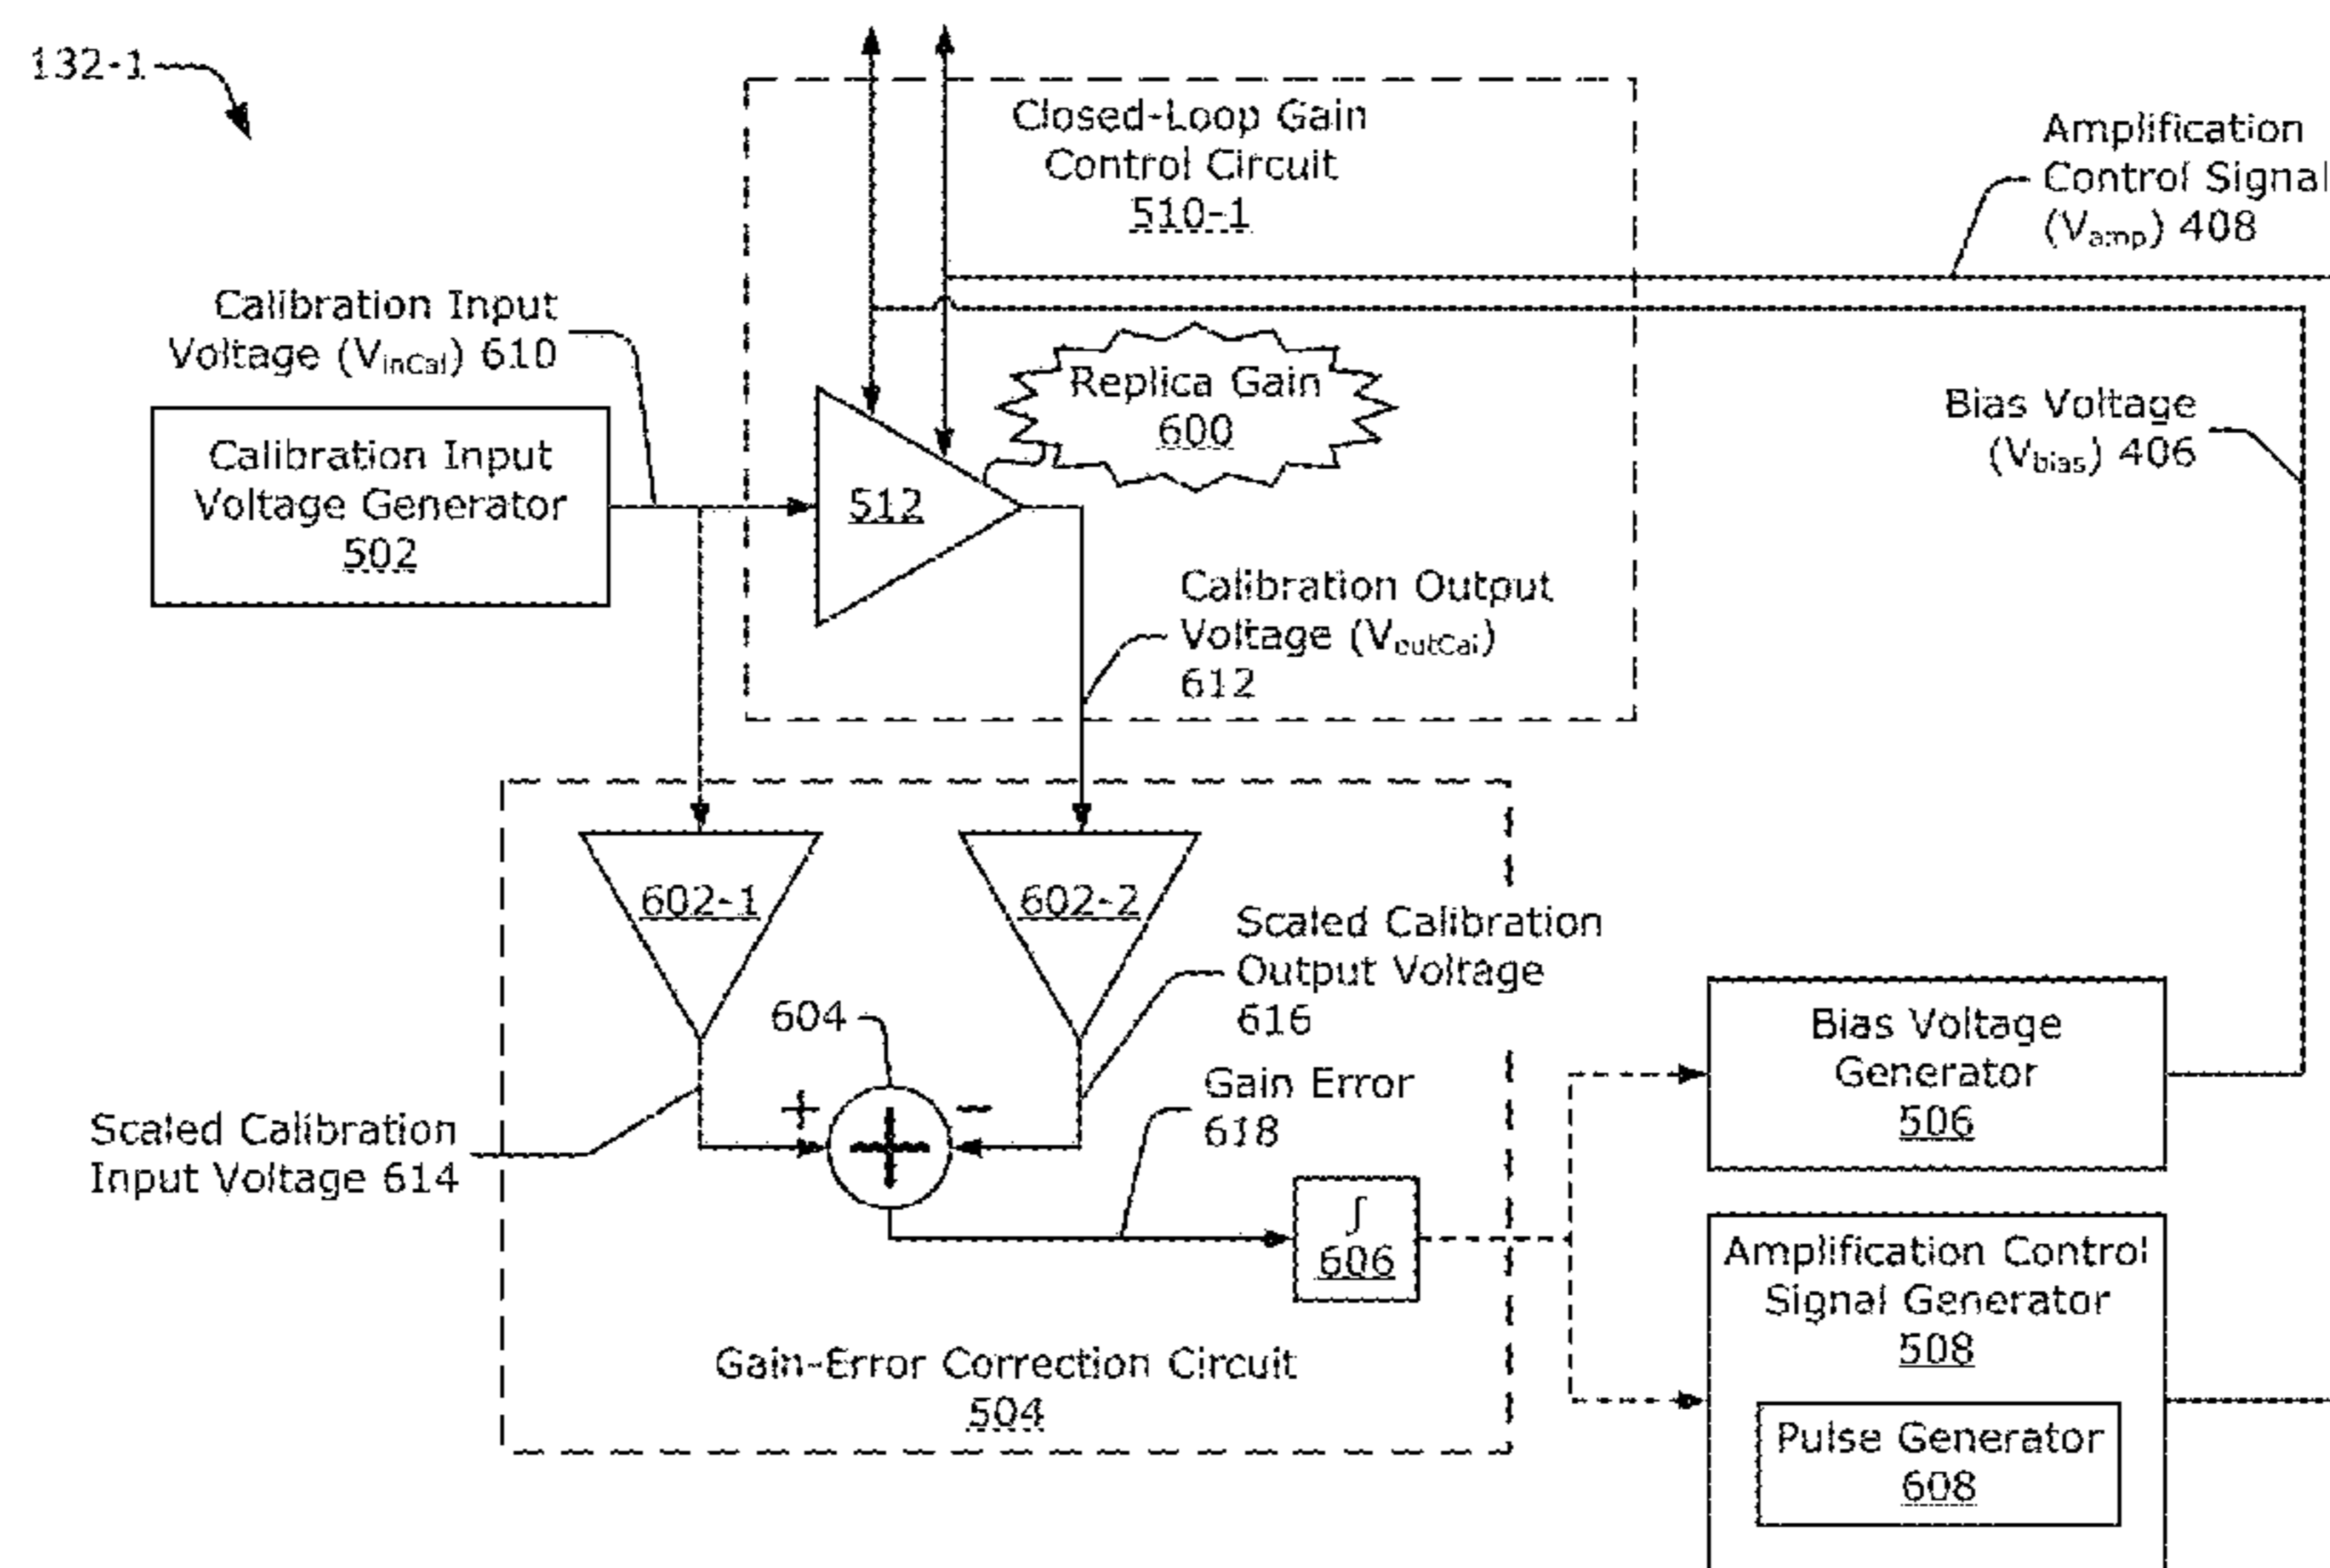 132-1
Closed-Loop Gain
Control Circuit
510-1
Amplification
Control Signal
(Vamp) 408
Calibration Input
Voltage (VinCal) 610
Replica Gain
600
Bias Voltage
(Vbias) 406
Calibration Input
Voltage Generator
502
512
Calibration Output
Voltage (VoutCal)
612
602-1
602-2
Scaled Calibration
Output Voltage
616
604
+
−
Gain Error
618
Bias Voltage
Generator
506
Scaled Calibration
Input Voltage 614
∫
606
Amplification Control
Signal Generator
508
Gain-Error Correction Circuit
504
Pulse Generator
608